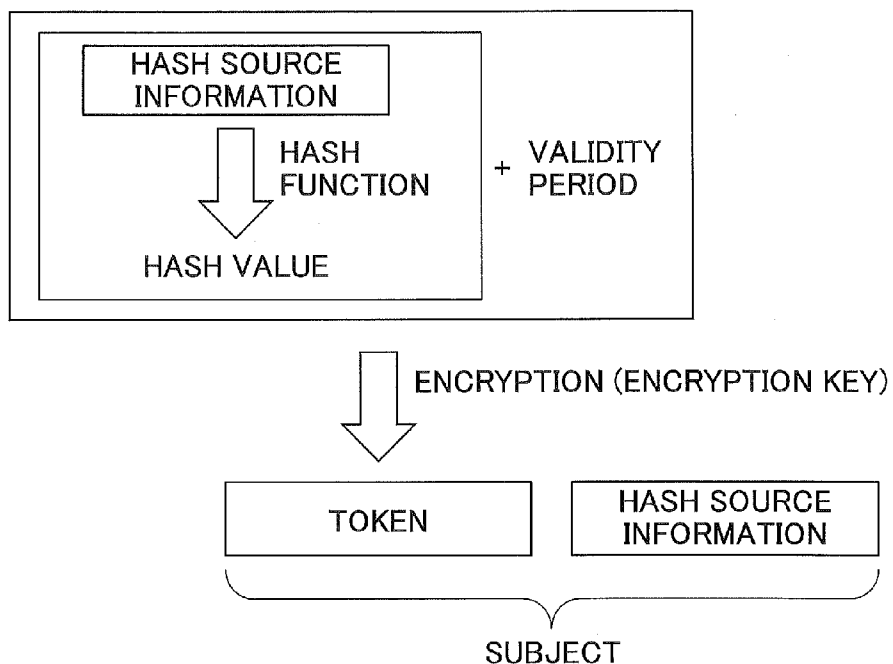 HASH SOURCE
INFORMATION
HASH
FUNCTION
HASH VALUE
+ VALIDITY
PERIOD
ENCRYPTION (ENCRYPTION KEY)
TOKEN
HASH SOURCE
INFORMATION
SUBJECT